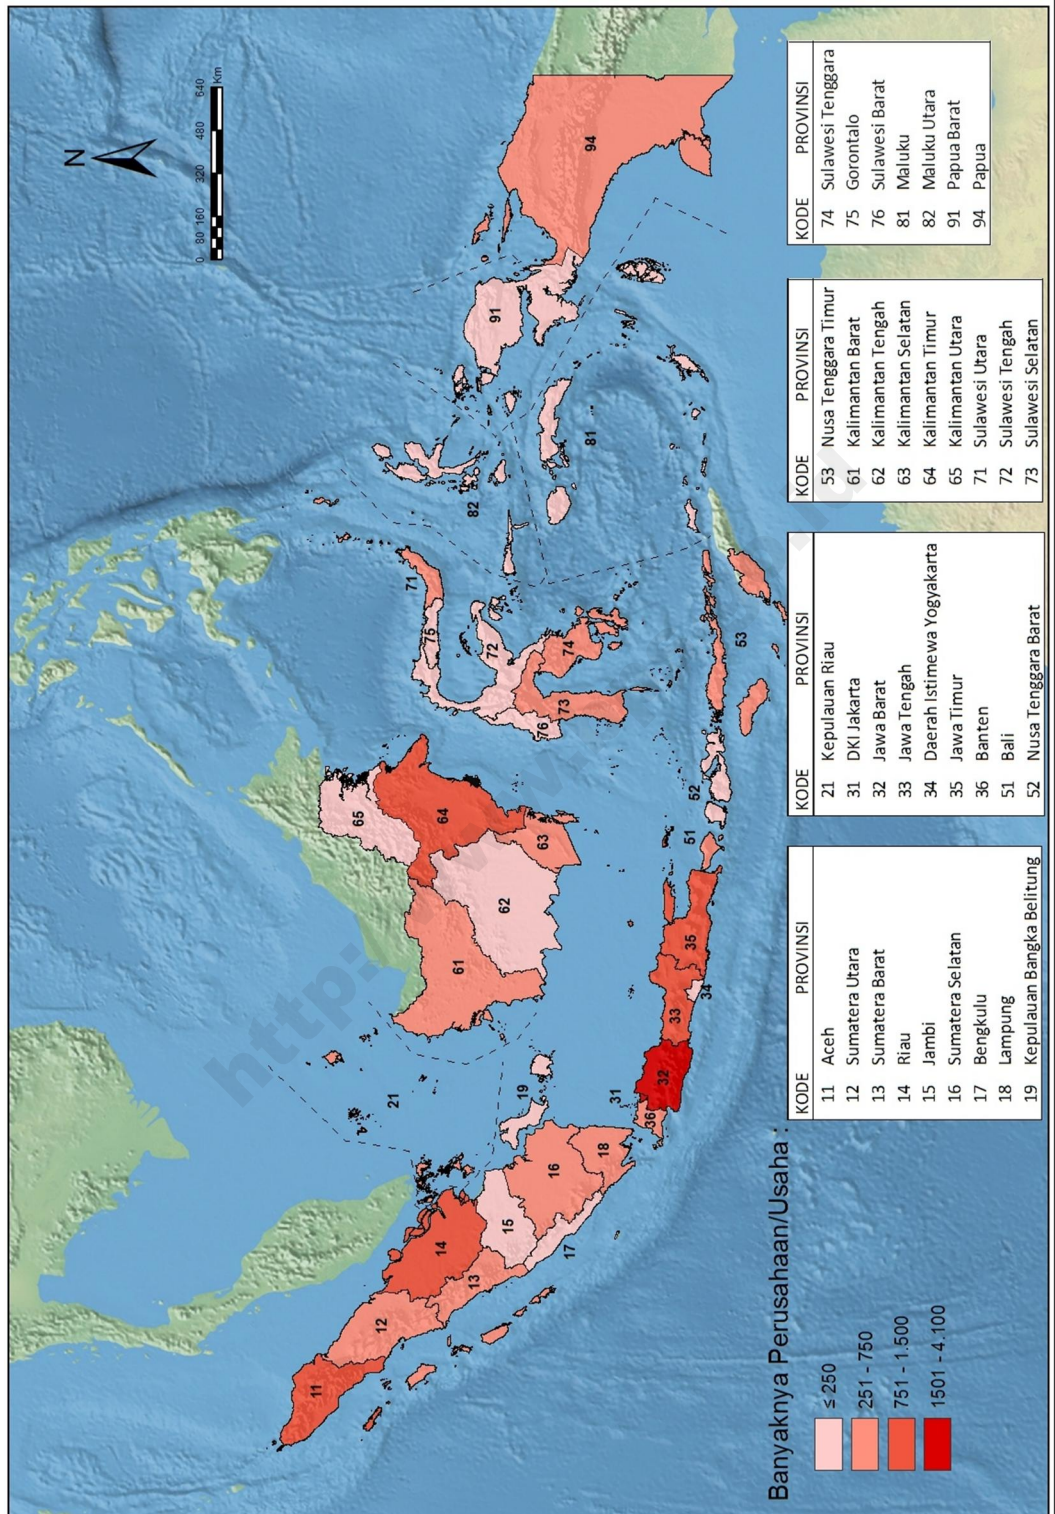 N
0 80 160 320 480 640
Km
11
12
13
14
15
16
17
18
19
21
31
32
33
34
35
36
51
52
53
61
62
63
64
65
71
72
73
74
75
76
81
82
91
94
Banyaknya Perusahaan/Usaha :
≤ 250
251 - 750
751 - 1.500
1501 - 4.100
KODE PROVINSI
11 Aceh
12 Sumatera Utara
13 Sumatera Barat
14 Riau
15 Jambi
16 Sumatera Selatan
17 Bengkulu
18 Lampung
19 Kepulauan Bangka Belitung
KODE PROVINSI
21 Kepulauan Riau
31 DKI Jakarta
32 Jawa Barat
33 Jawa Tengah
34 Daerah Istimewa Yogyakarta
35 Jawa Timur
36 Banten
51 Bali
52 Nusa Tenggara Barat
KODE PROVINSI
53 Nusa Tenggara Timur
61 Kalimantan Barat
62 Kalimantan Tengah
63 Kalimantan Selatan
64 Kalimantan Timur
65 Kalimantan Utara
71 Sulawesi Utara
72 Sulawesi Tengah
73 Sulawesi Selatan
KODE PROVINSI
74 Sulawesi Tenggara
75 Gorontalo
76 Sulawesi Barat
81 Maluku
82 Maluku Utara
91 Papua Barat
94 Papua